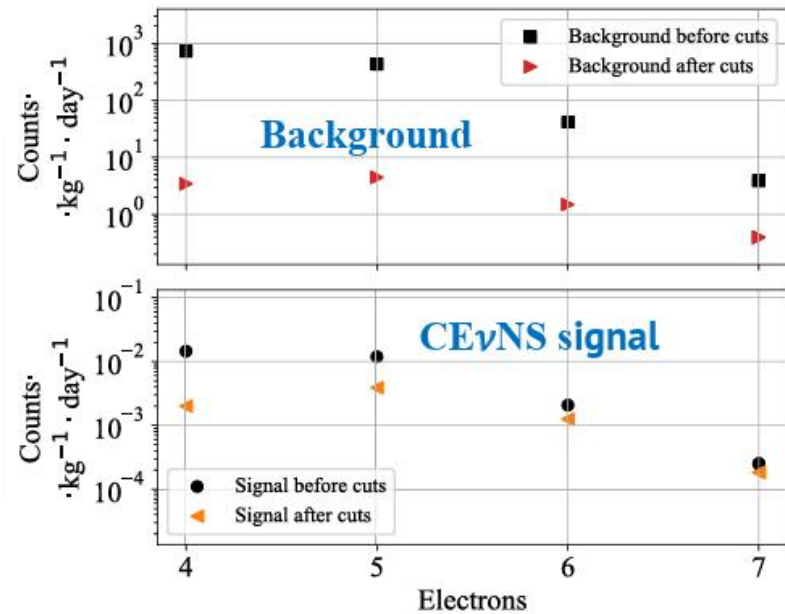 Counts·
·kg⁻¹ · day⁻¹
10³
10²
10¹
10⁰
Background before cuts
Background after cuts
Background
Counts·
·kg⁻¹ · day⁻¹
10⁻¹
10⁻²
10⁻³
10⁻⁴
CEνNS signal
Signal before cuts
Signal after cuts
4 5 6 7
Electrons